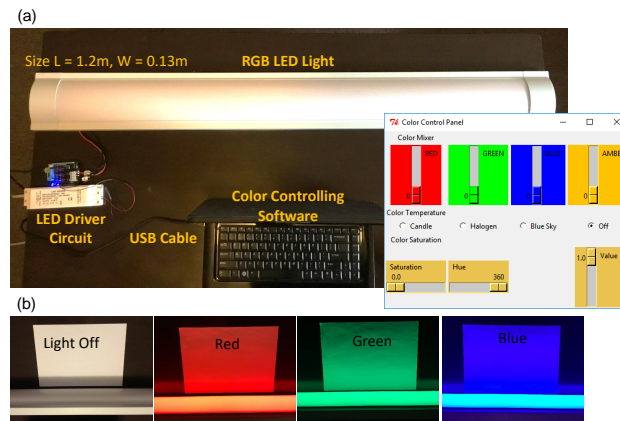 (a)
Size L = 1.2m, W = 0.13m
RGB LED Light
Color Control Panel
Color Mixer
RED
GREEN
BLUE
AMBE
0
0
0
0
Color Temperature
Candle
Halogen
Blue Sky
Off
Color Saturation
Saturation
0.0
Hue
360
1.0
Value
LED Driver
Circuit
USB Cable
Color Controlling
Software
(b)
Light Off
Red
Green
Blue